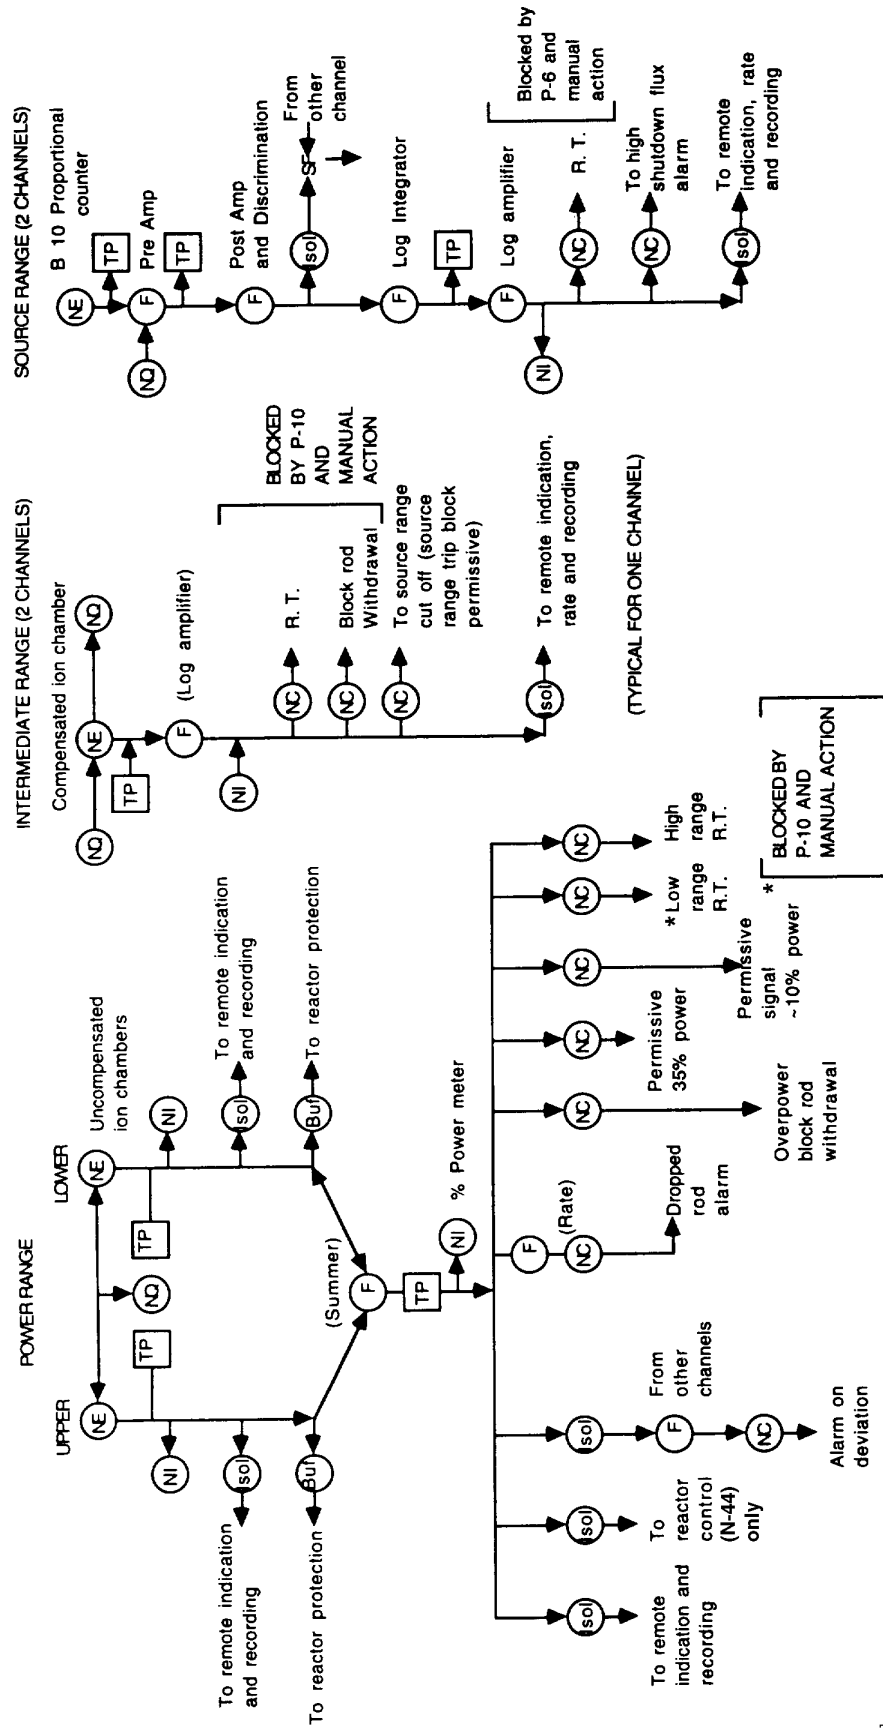 POWER RANGE
UPPER
LOWER
NE
NE
Uncompensated
ion chambers
NQ
TP
TP
NI
NI
Isol
To remote indication
and recording
Isol
To remote indication
and recording
Buf
To reactor protection
Buf
To reactor protection
(Summer)
F
TP
NI
% Power meter
Isol
To remote
indication and
recording
Isol
To
reactor
control
(N-44)
only
Isol
F
From
other
channels
NC
Alarm on
deviation
F
(Rate)
NC
Dropped
rod
alarm
NC
Overpower
block rod
withdrawal
NC
Permissive
35% power
NC
Permissive
signal
~10% power
NC
*Low
range
R.T.
NC
High
range
R.T.
*
BLOCKED BY
P-10 AND
MANUAL ACTION
INTERMEDIATE RANGE (2 CHANNELS)
Compensated ion chamber
NQ
NE
NQ
TP
F
(Log amplifier)
NI
NC
R. T.
NC
Block rod
Withdrawal
NC
To source range
cut off (source
range trip block
permissive)
BLOCKED
BY P-10
AND
MANUAL
ACTION
Isol
To remote indication,
rate and recording
(TYPICAL FOR ONE CHANNEL)
SOURCE RANGE (2 CHANNELS)
NE
B 10 Proportional
counter
TP
NQ
F
Pre Amp
TP
F
Post Amp
and Discrimination
Isol
SF
From
other
channel
F
Log Integrator
TP
F
Log amplifier
NI
NC
R. T.
Blocked by
P-6 and
manual
action
NC
To high
shutdown flux
alarm
Isol
To remote
indication, rate
and recording